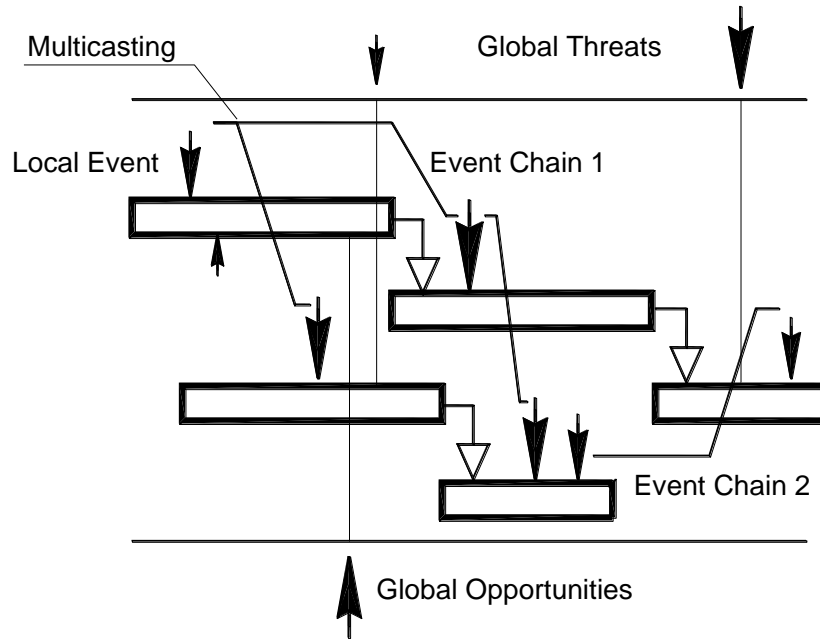 Multicasting
Global Threats
Local Event
Event Chain 1
Event Chain 2
Global Opportunities